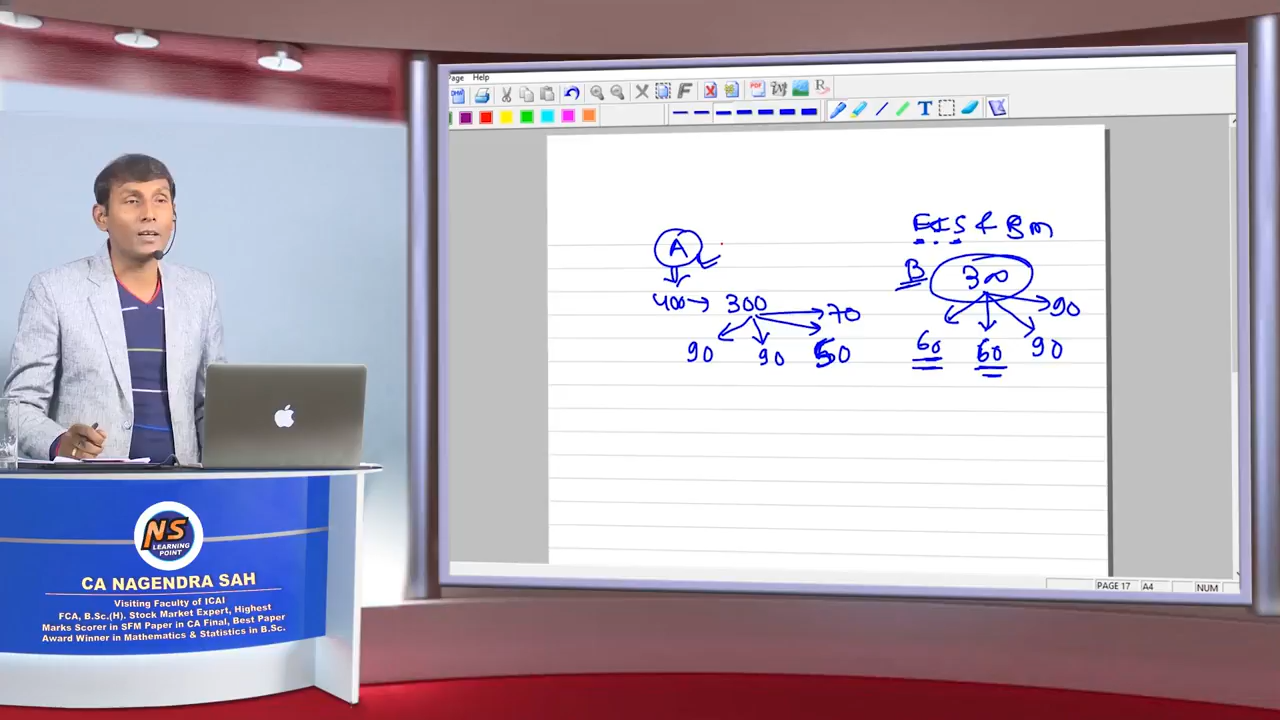 Page Help
PDF
T
A
400 → 300
90 90 50 70
EIS & BM
B 300
60 60 90 90
PAGE 17 A4 NUM
NS
LEARNING
POINT
CA NAGENDRA SAH
Visiting Faculty of ICAI
FCA, B.Sc.(H). Stock Market Expert, Highest
Marks Scorer in SFM Paper in CA Final, Best Paper
Award Winner in Mathematics & Statistics in B.Sc.